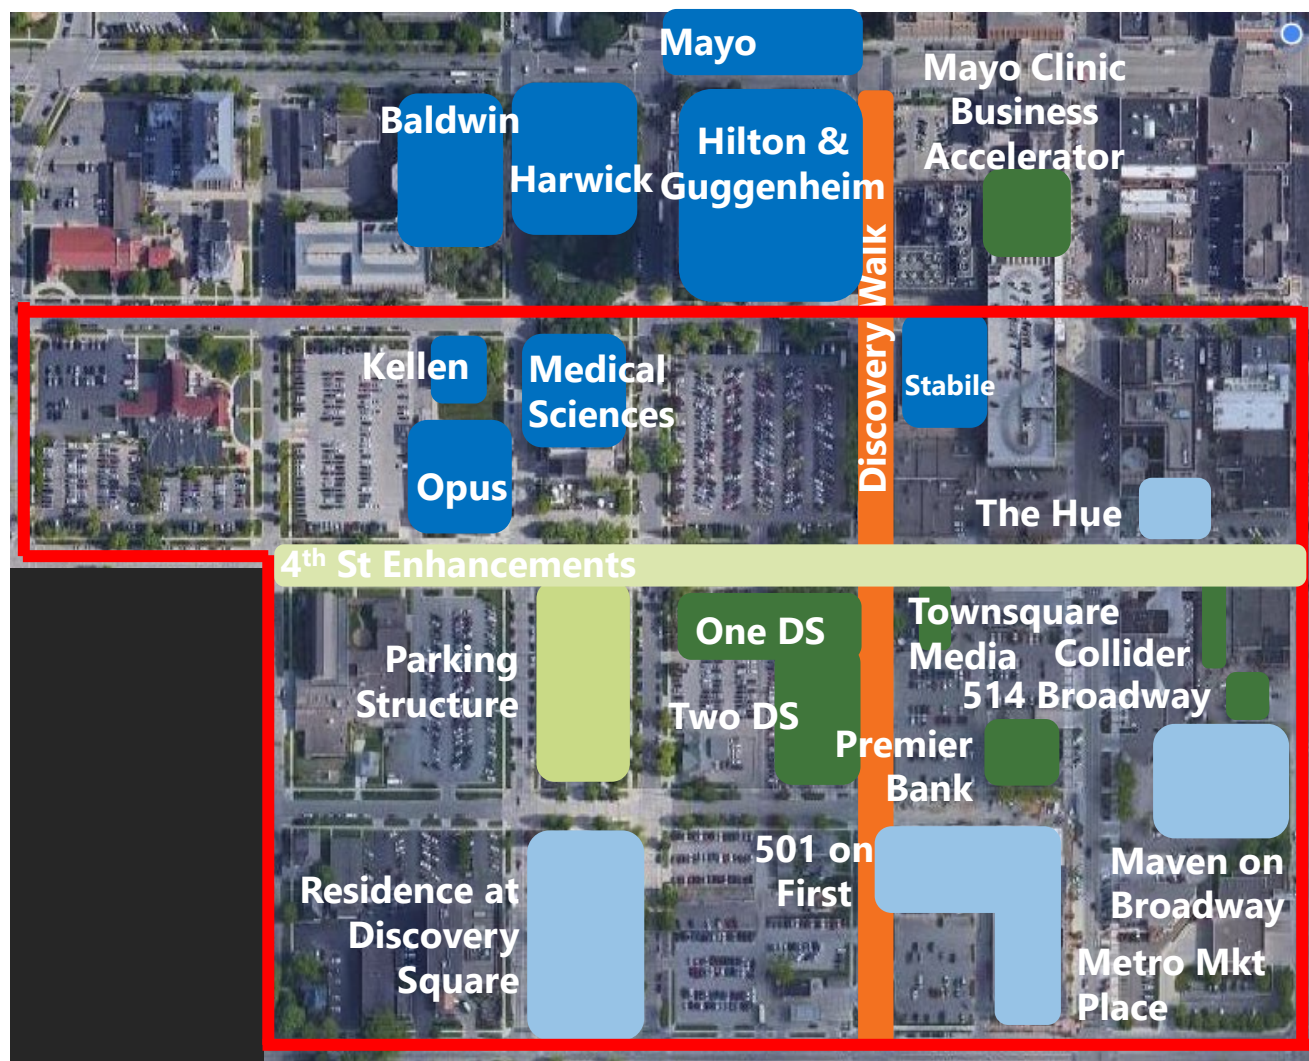 Mayo
Mayo Clinic
Business
Accelerator
Baldwin
Harwick
Hilton &
Guggenheim
Discovery Walk
Kellen
Medical
Sciences
Stabile
Opus
The Hue
4th St Enhancements
One DS
Townsquare
Media
Collider
Parking
Structure
Two DS
514 Broadway
Premier
Bank
501 on
First
Maven on
Broadway
Residence at
Discovery
Square
Metro Mkt
Place